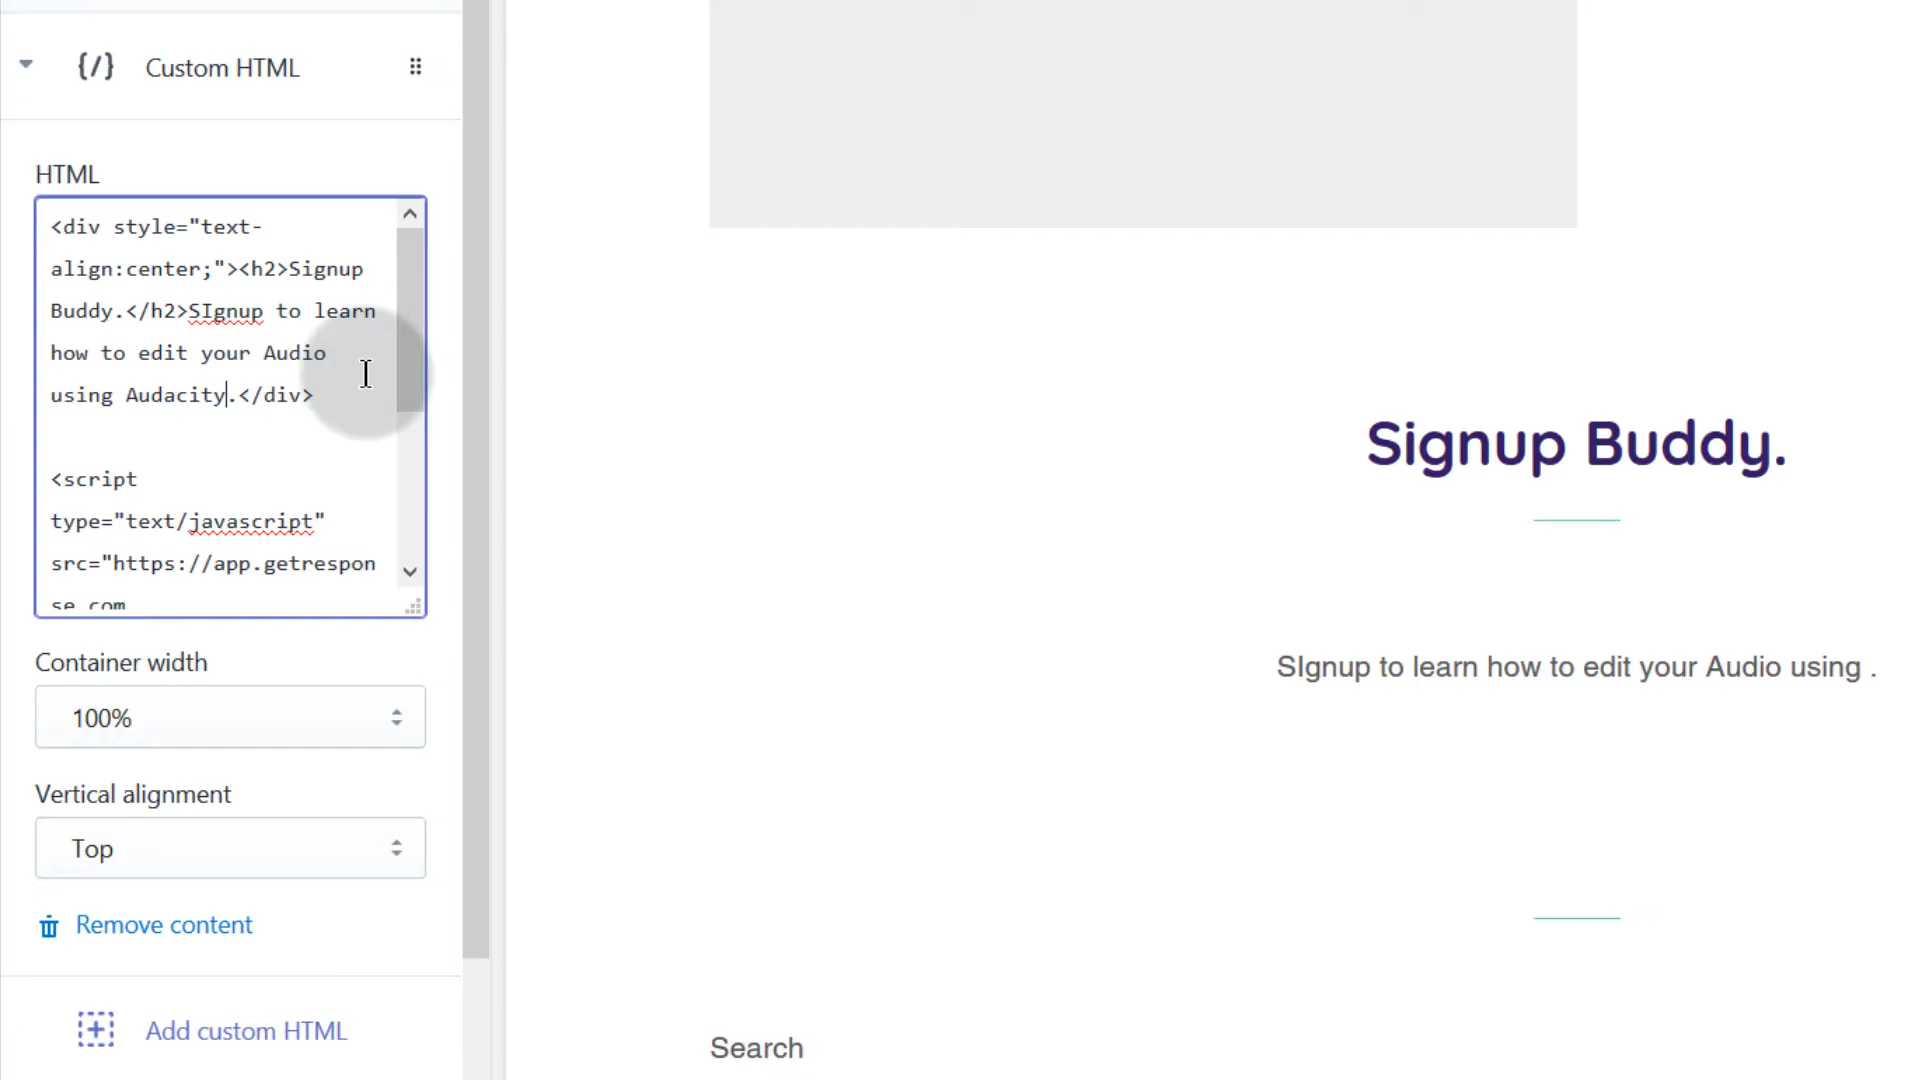 {/} Custom HTML
HTML
<div style="text-
align:center;"><h2>Signup
Buddy.</h2>SIgnup to learn
how to edit your Audio
using Audacity.</div>
<script
type="text/javascript"
src="https://app.getrespon
se.com
Container width
100%
Vertical alignment
Top
Remove content
Add custom HTML
Signup Buddy.
SIgnup to learn how to edit your Audio using .
Search